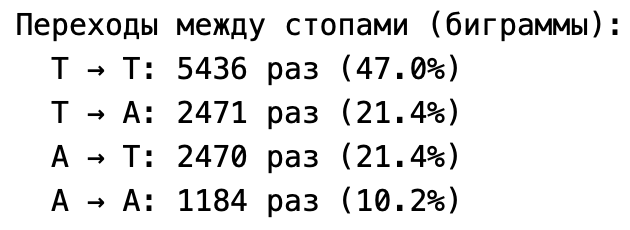 Переходы между стопами (биграммы):
T → T: 5436 раз (47.0%)
T → A: 2471 раз (21.4%)
A → T: 2470 раз (21.4%)
A → A: 1184 раз (10.2%)